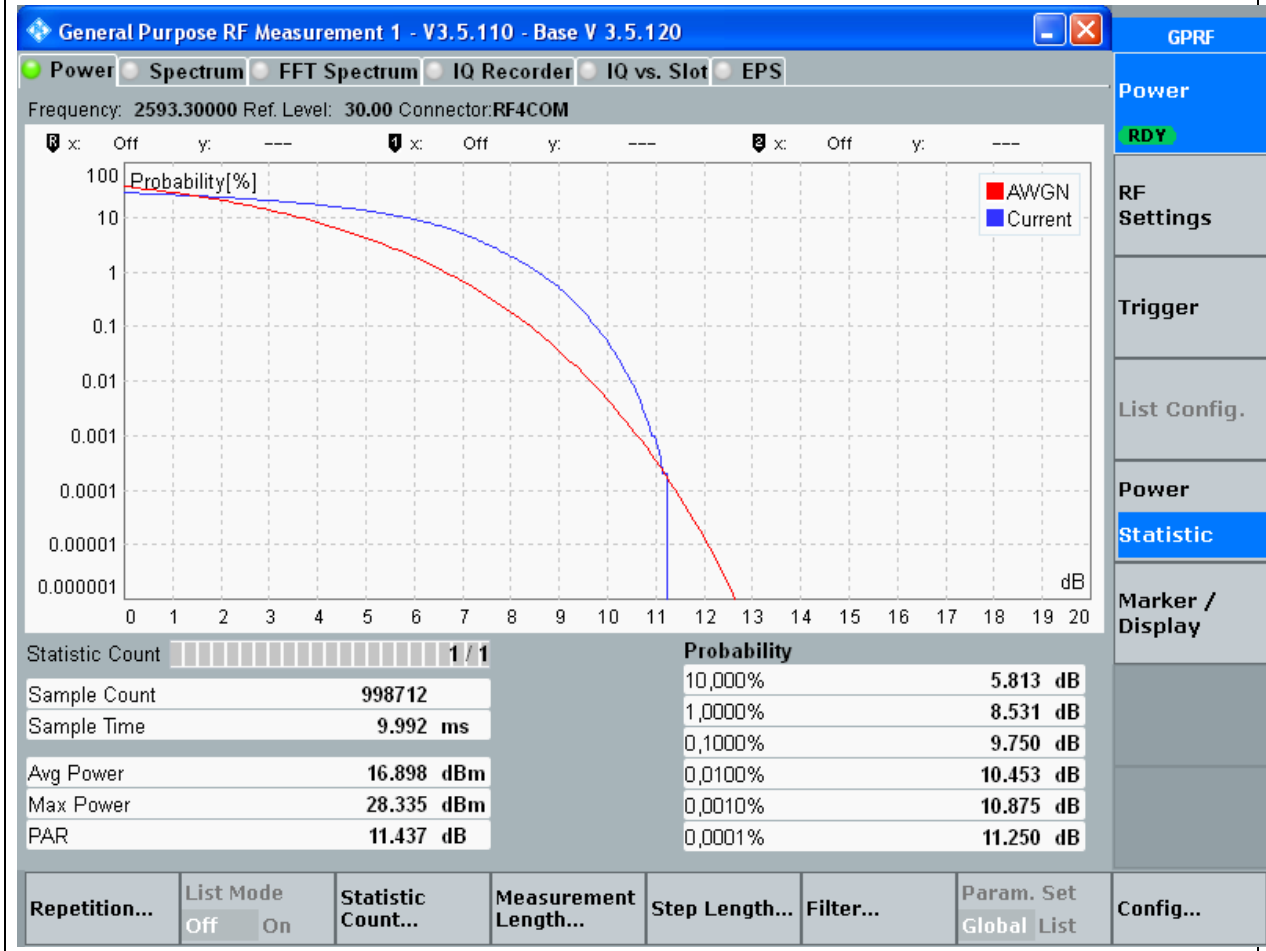 General Purpose RF Measurement 1 - V3.5.110 - Base V 3.5.120
GPRF
Power Spectrum FFT Spectrum IQ Recorder IQ vs. Slot EPS
Frequency: 2593.30000 Ref. Level: 30.00 Connector:RF4COM
R x: Off y: --- 1 x: Off y: --- 2 x: Off y: ---
Probability[%]
100
10
1
0.1
0.01
0.001
0.0001
0.00001
0.000001
AWGN
Current
dB
0 1 2 3 4 5 6 7 8 9 10 11 12 13 14 15 16 17 18 19 20
Statistic Count 1 / 1
Sample Count 998712
Sample Time 9.992 ms
Avg Power 16.898 dBm
Max Power 28.335 dBm
PAR 11.437 dB
Probability
10,000% 5.813 dB
1,0000% 8.531 dB
0,1000% 9.750 dB
0,0100% 10.453 dB
0,0010% 10.875 dB
0,0001% 11.250 dB
Power
RDY
RF
Settings
Trigger
List Config.
Power
Statistic
Marker /
Display
Repetition...
List Mode
Off On
Statistic
Count...
Measurement
Length...
Step Length...
Filter...
Param. Set
Global List
Config...